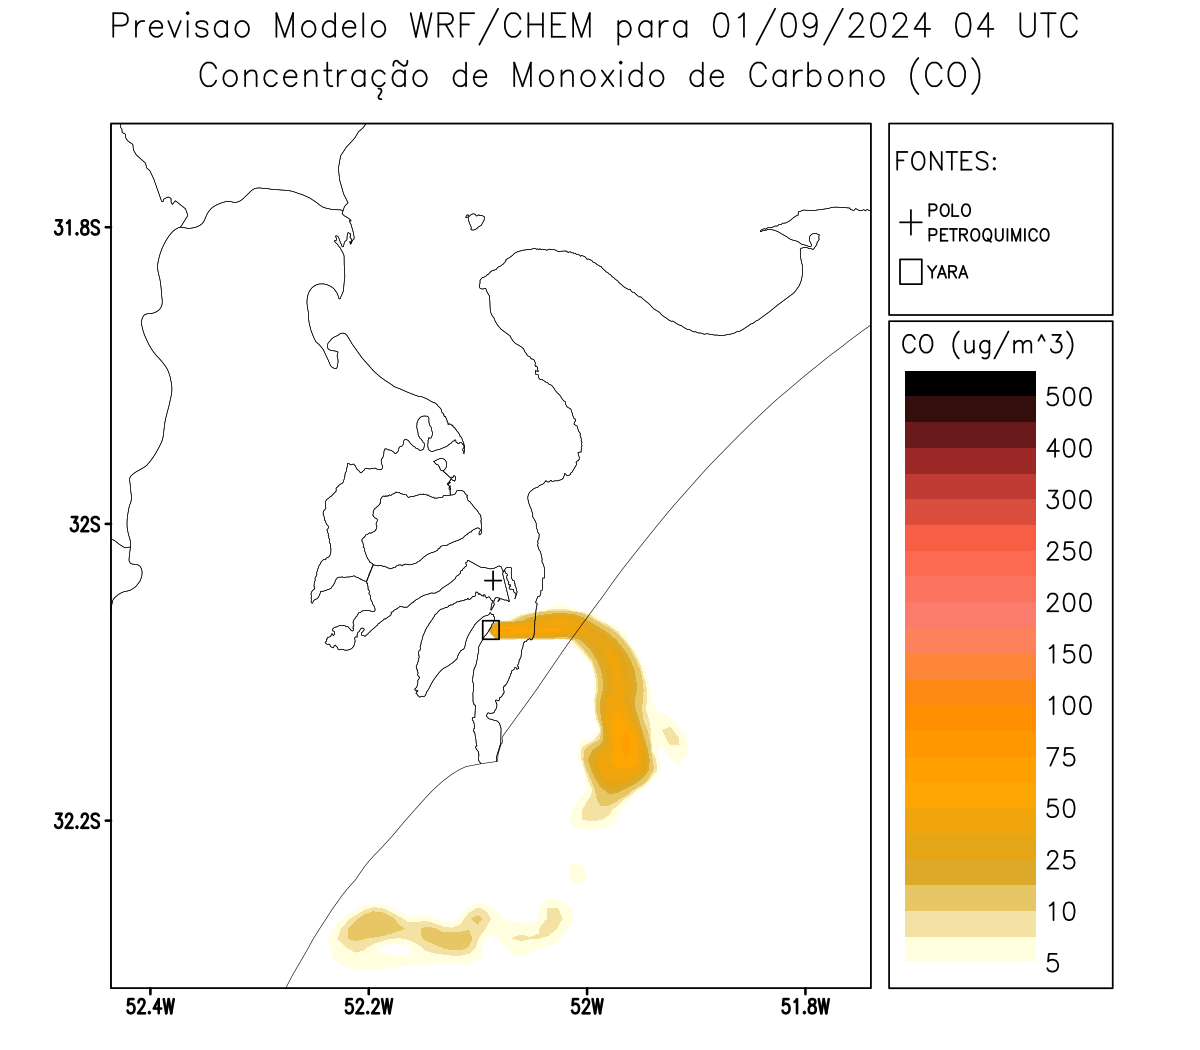 Previsao Modelo WRF/CHEM para 01/09/2024 04 UTC
Concentração de Monoxido de Carbono (CO)
FONTES:
POLO
PETROQUIMICO
YARA
CO (ug/m^3)
500
400
300
250
200
150
100
75
50
25
10
5
31.8S
32S
32.2S
52.4W
52.2W
52W
51.8W